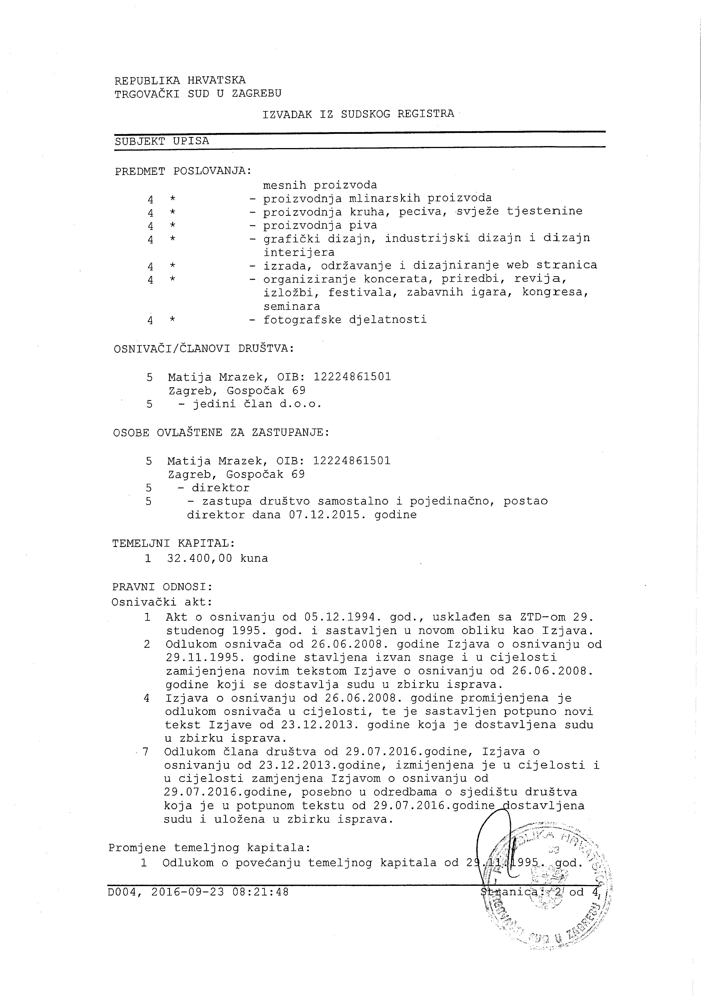 REPUBLIKA HRVATSKA
TRGOVAČKI SUD U ZAGREBU
IZVADAK IZ SUDSKOG REGISTRA
SUBJEKT UPISA
PREDMET POSLOVANJA:
mesnih proizvoda
4 * - proizvodnja mlinarskih proizvoda
4 * - proizvodnja kruha, peciva, svježe tjestenine
4 * - proizvodnja piva
4 * - grafički dizajn, industrijski dizajn i dizajn
interijera
4 * - izrada, održavanje i dizajniranje web stranica
4 * - organiziranje koncerata, priredbi, revija,
izložbi, festivala, zabavnih igara, kongresa,
seminara
4 * - fotografske djelatnosti
OSNIVAČI/ČLANOVI DRUŠTVA:
5 Matija Mrazek, OIB: 12224861501
Zagreb, Gospočak 69
5 - jedini član d.o.o.
OSOBE OVLAŠTENE ZA ZASTUPANJE:
5 Matija Mrazek, OIB: 12224861501
Zagreb, Gospočak 69
5 - direktor
5 - zastupa društvo samostalno i pojedinačno, postao
direktor dana 07.12.2015. godine
TEMELJNI KAPITAL:
1 32.400,00 kuna
PRAVNI ODNOSI:
Osnivački akt:
1 Akt o osnivanju od 05.12.1994. god., usklađen sa ZTD-om 29.
studenog 1995. god. i sastavljen u novom obliku kao Izjava.
2 Odlukom osnivača od 26.06.2008. godine Izjava o osnivanju od
29.11.1995. godine stavljena izvan snage i u cijelosti
zamijenjena novim tekstom Izjave o osnivanju od 26.06.2008.
godine koji se dostavlja sudu u zbirku isprava.
4 Izjava o osnivanju od 26.06.2008. godine promijenjena je
odlukom osnivača u cijelosti, te je sastavljen potpuno novi
tekst Izjave od 23.12.2013. godine koja je dostavljena sudu
u zbirku isprava.
7 Odlukom člana društva od 29.07.2016.godine, Izjava o
osnivanju od 23.12.2013.godine, izmijenjena je u cijelosti i
u cijelosti zamjenjena Izjavom o osnivanju od
29.07.2016.godine, posebno u odredbama o sjedištu društva
koja je u potpunom tekstu od 29.07.2016.godine dostavljena
sudu i uložena u zbirku isprava.
Promjene temeljnog kapitala:
1 Odlukom o povećanju temeljnog kapitala od 29.11.1995. god.
D004, 2016-09-23 08:21:48 Stranica: 2 od 4
SUD U ZAGREBU